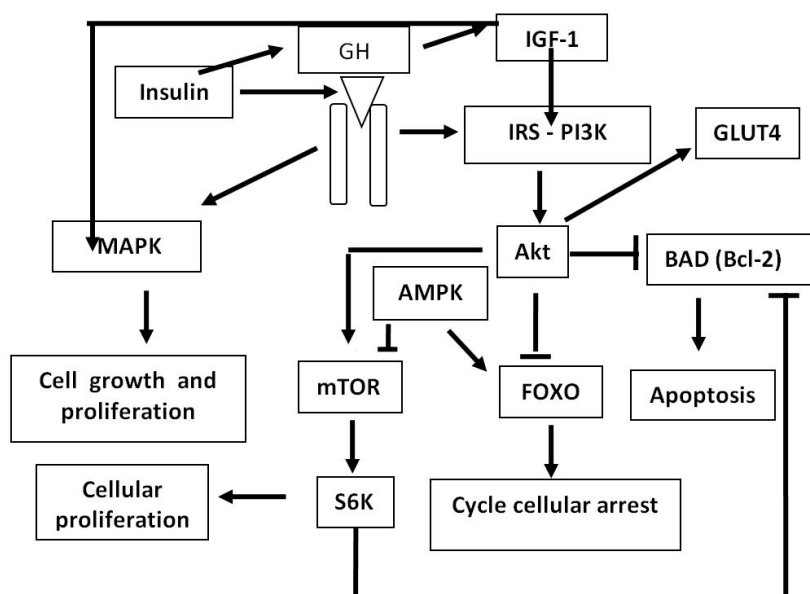 GH
IGF-1
Insulin
IRS - PI3K
GLUT4
MAPK
Akt
BAD (Bcl-2)
AMPK
Cell growth and
proliferation
mTOR
FOXO
Apoptosis
Cellular
proliferation
S6K
Cycle cellular arrest